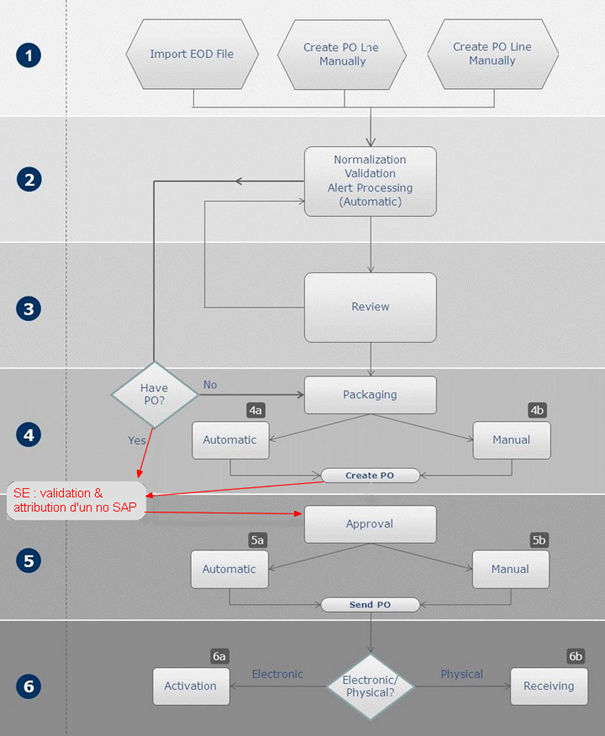 1
Import EOD File
Create PO Lne
Manually
Create PO Line
Manually
2
Normalization
Validation
Alert Processing
(Automatic)
3
Review
Have
PO?
No
Packaging
4
4a
4b
Automatic
Manual
Yes
Create PO
SE : validation &
attribution d'un no SAP
Approval
5
5a
5b
Automatic
Manual
Send PO
6
6a
6b
Activation
Electronic
Electronic/
Physical?
Physical
Receiving